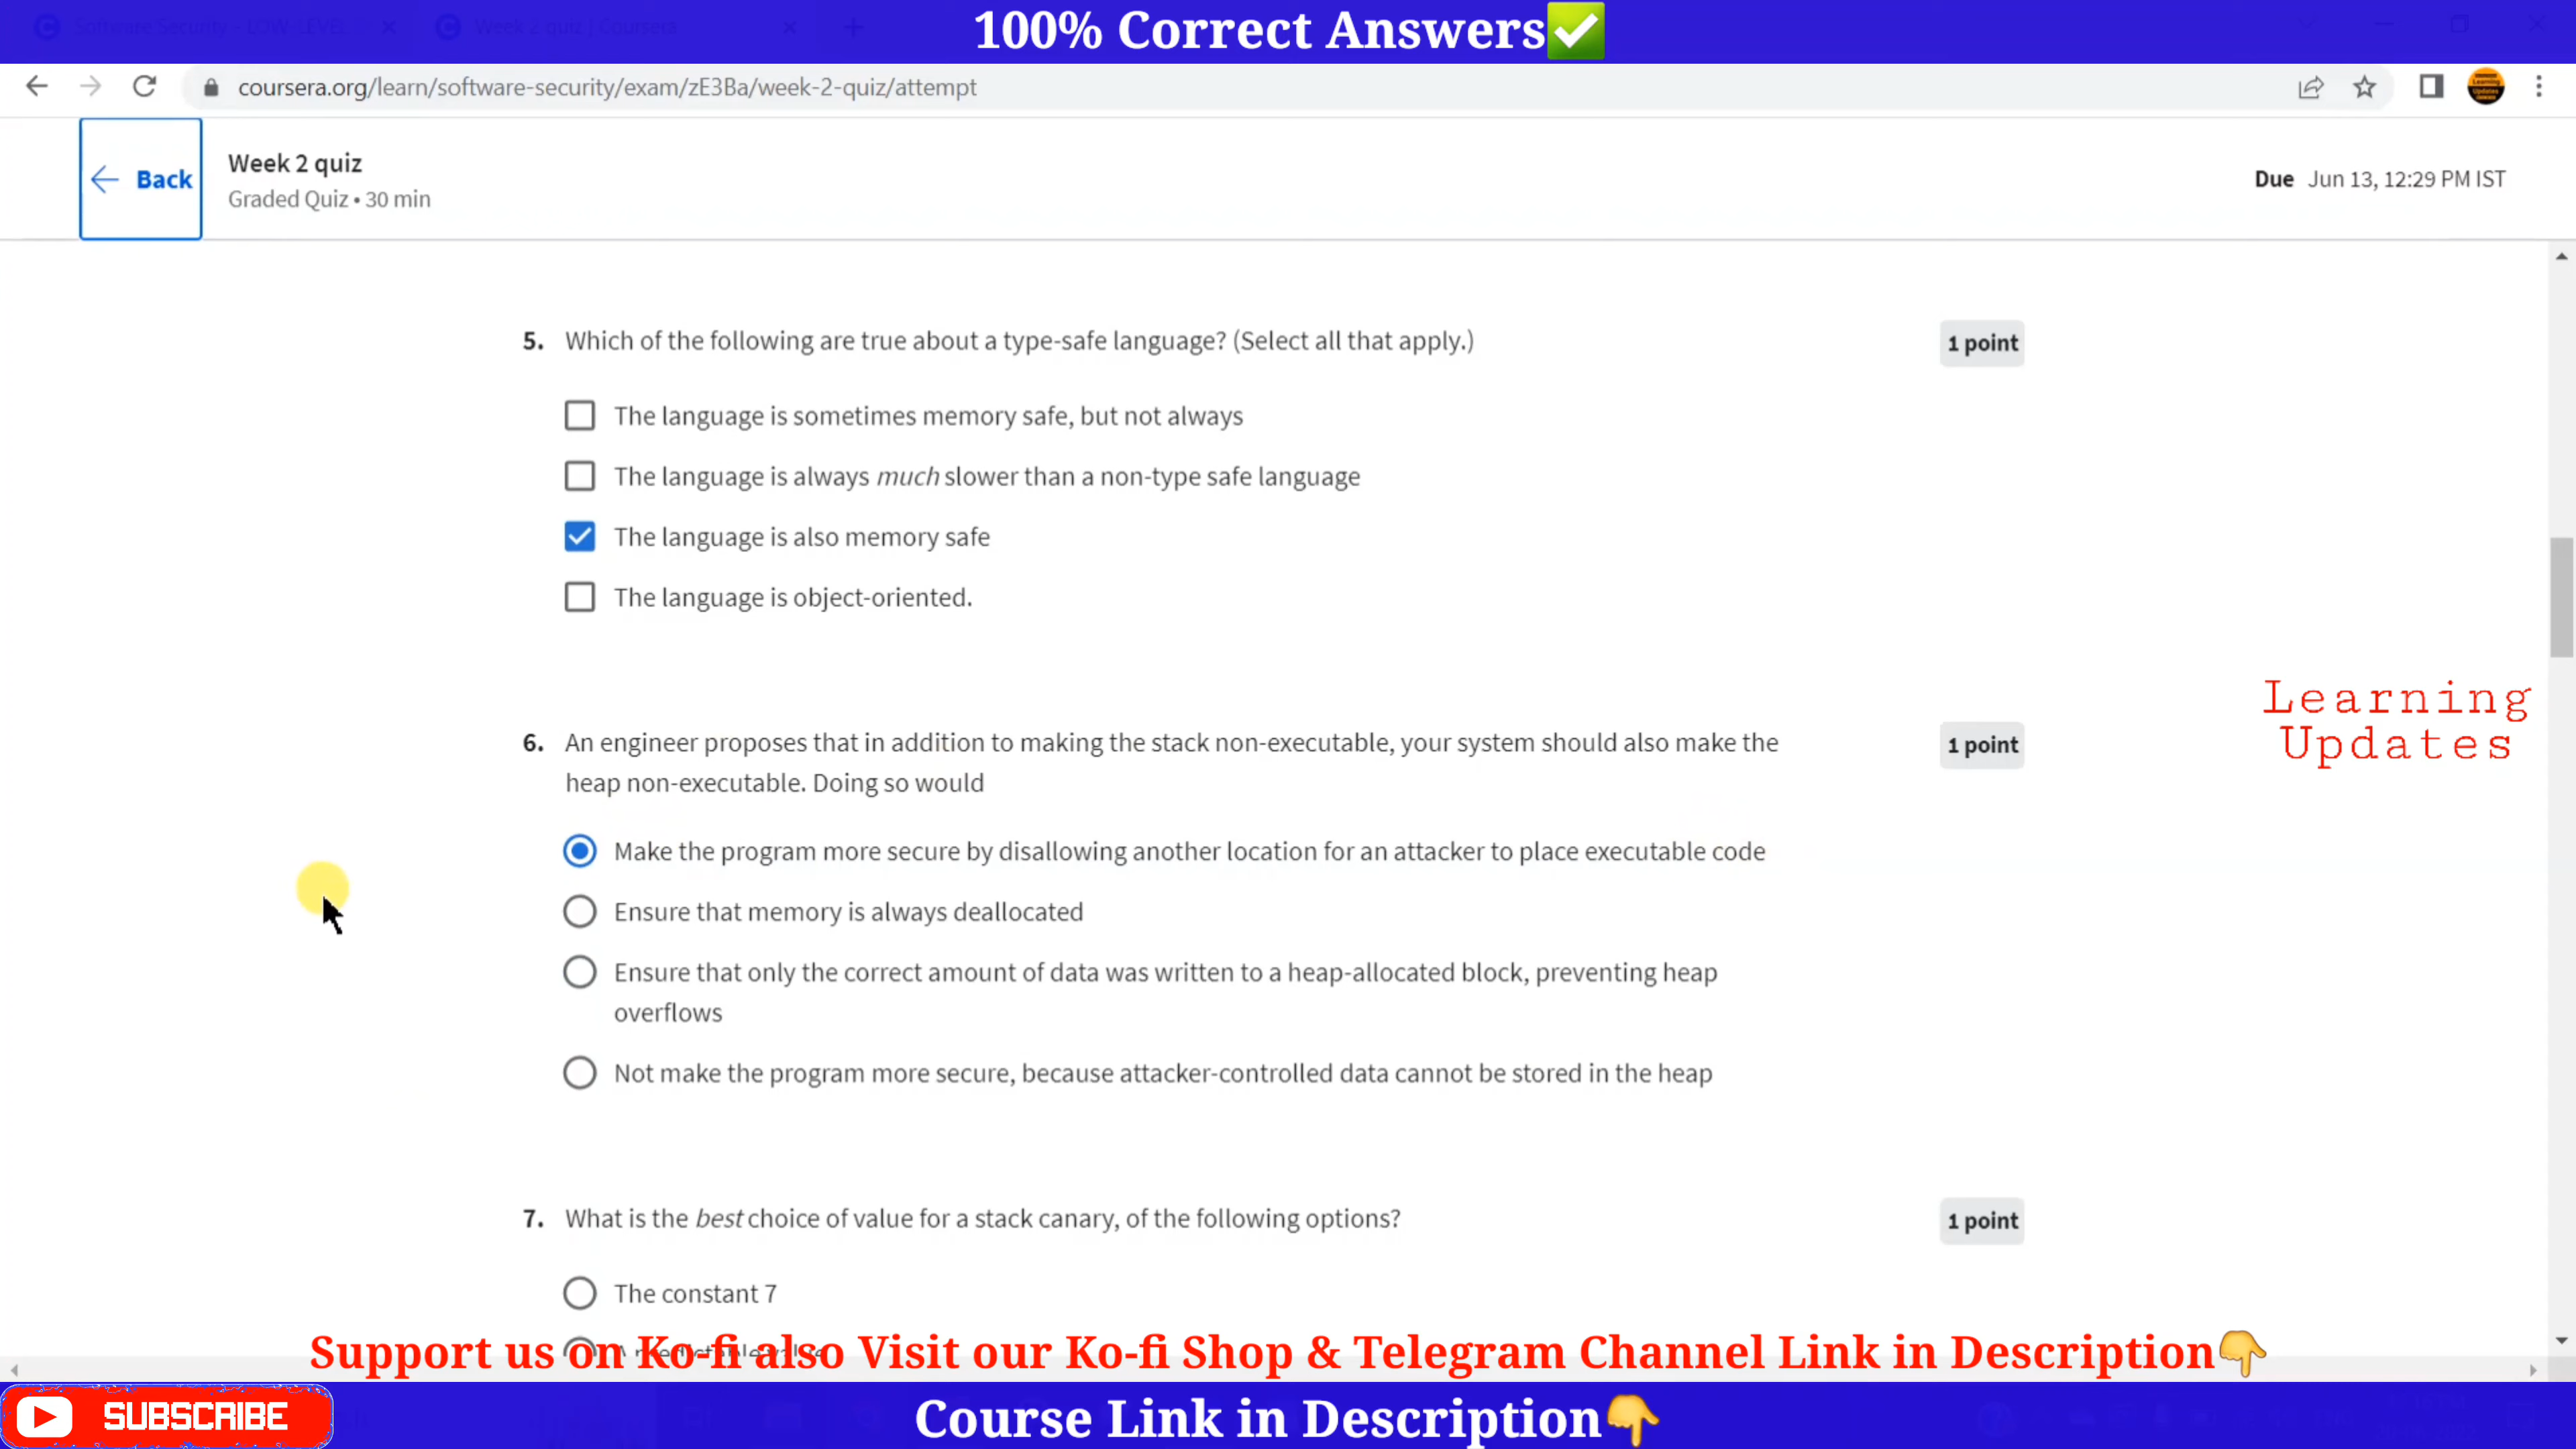 100% Correct Answers✅
Software Security - LOW-LEVEL
Week 2 quiz | Coursera
coursera.org/learn/software-security/exam/zE3Ba/week-2-quiz/attempt
Back
Week 2 quiz
Graded Quiz • 30 min
Due Jun 13, 12:29 PM IST
5. Which of the following are true about a type-safe language? (Select all that apply.)
1 point
The language is sometimes memory safe, but not always
The language is always much slower than a non-type safe language
The language is also memory safe
The language is object-oriented.
Learning
Updates
6. An engineer proposes that in addition to making the stack non-executable, your system should also make the
heap non-executable. Doing so would
1 point
Make the program more secure by disallowing another location for an attacker to place executable code
Ensure that memory is always deallocated
Ensure that only the correct amount of data was written to a heap-allocated block, preventing heap
overflows
Not make the program more secure, because attacker-controlled data cannot be stored in the heap
7. What is the best choice of value for a stack canary, of the following options?
1 point
The constant 7
Support us on Ko-fi also Visit our Ko-fi Shop & Telegram Channel Link in Description👇
SUBSCRIBE
Course Link in Description👇